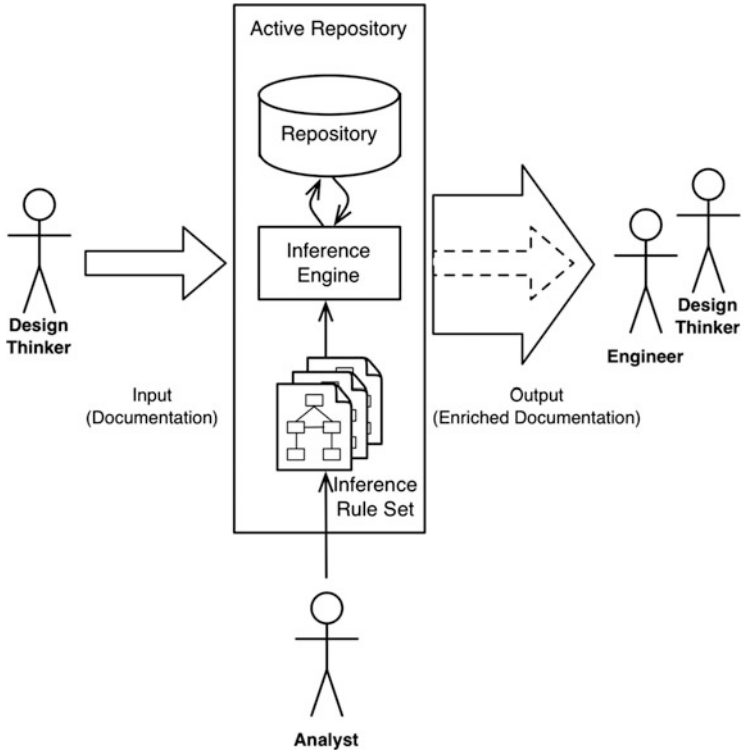 Active Repository
Repository
Inference
Engine
Design
Thinker
Design
Thinker
Engineer
Input
(Documentation)
Output
(Enriched Documentation)
Inference
Rule Set
Analyst